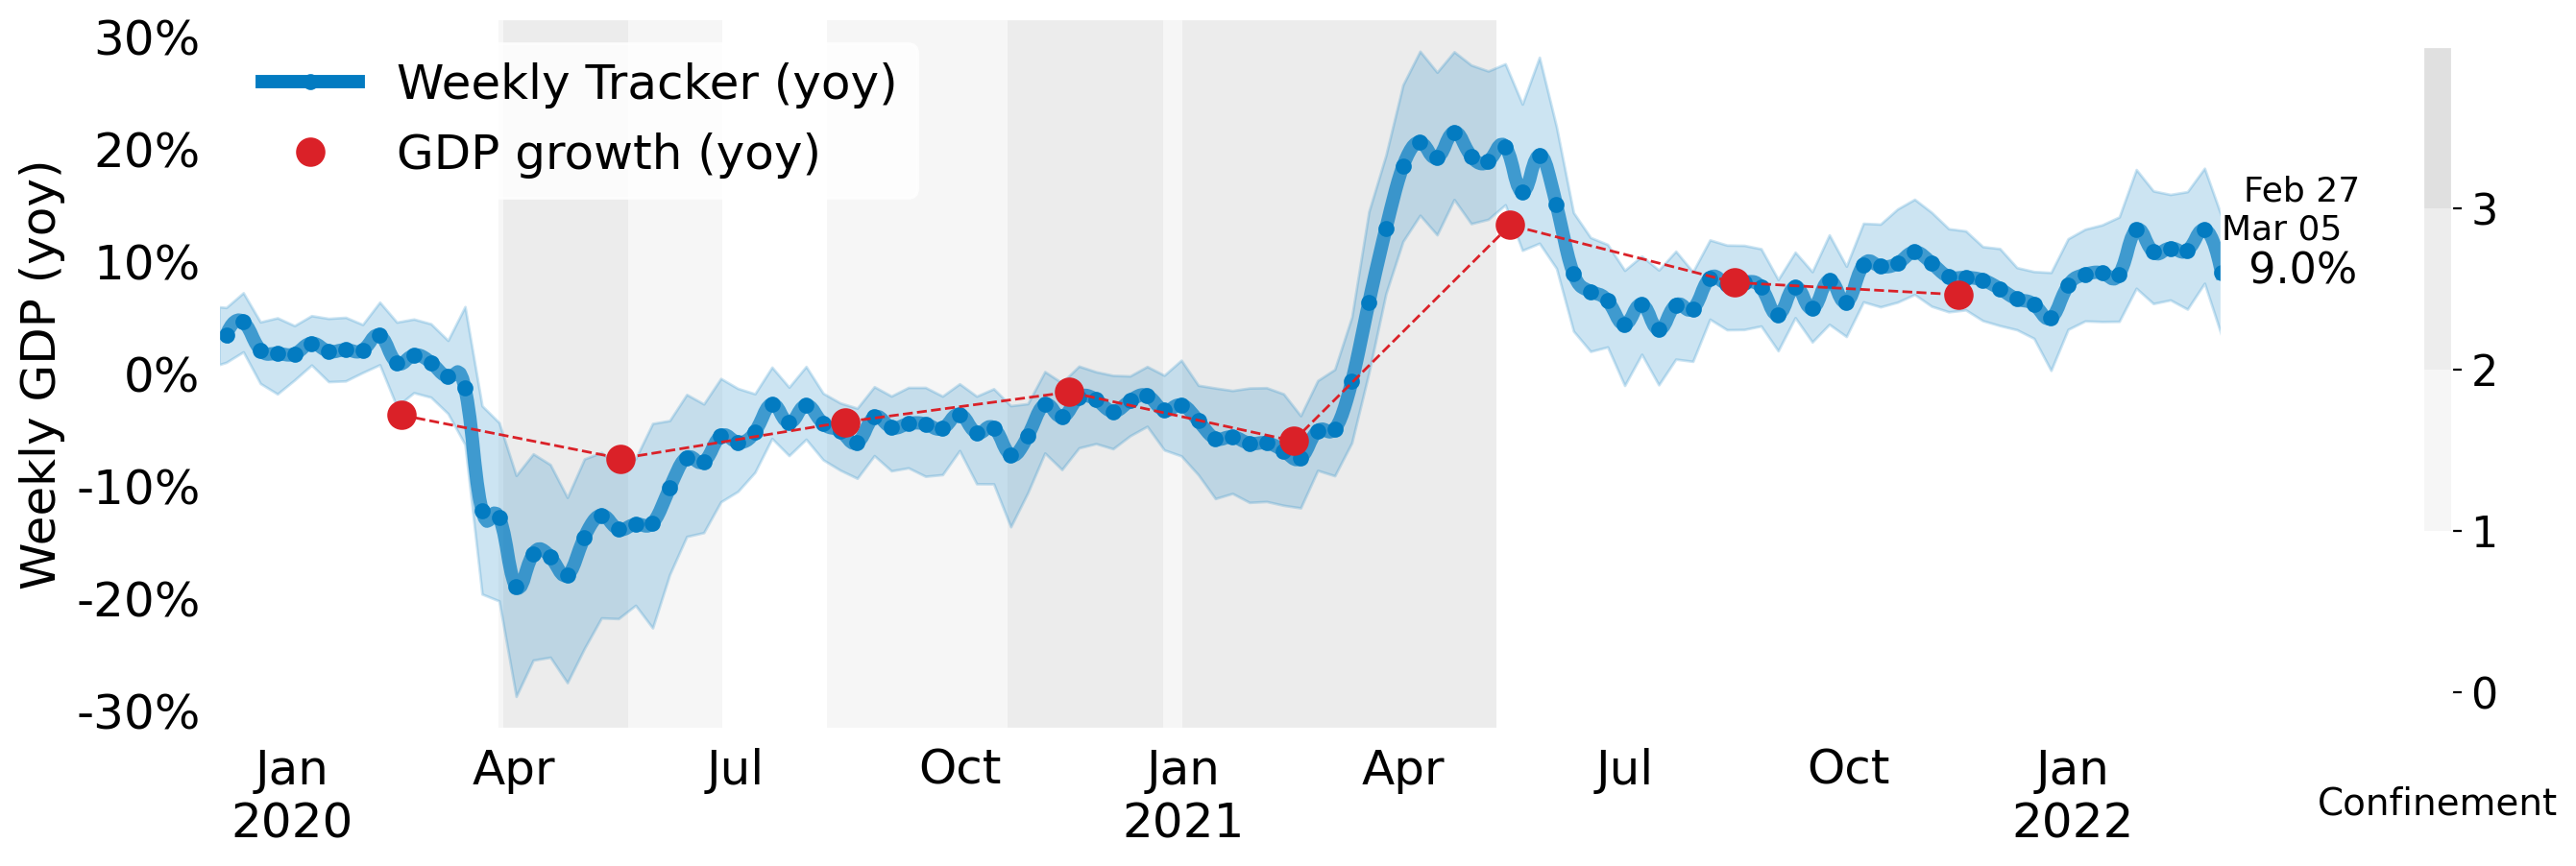 Weekly GDP (yoy)
30%
20%
10%
0%
-10%
-20%
-30%
Weekly Tracker (yoy)
GDP growth (yoy)
Feb 27
Mar 05
9.0%
3
2
1
0
Jan Apr Jul Oct Jan Apr Jul Oct Jan
2020 2021 2022
Confinement